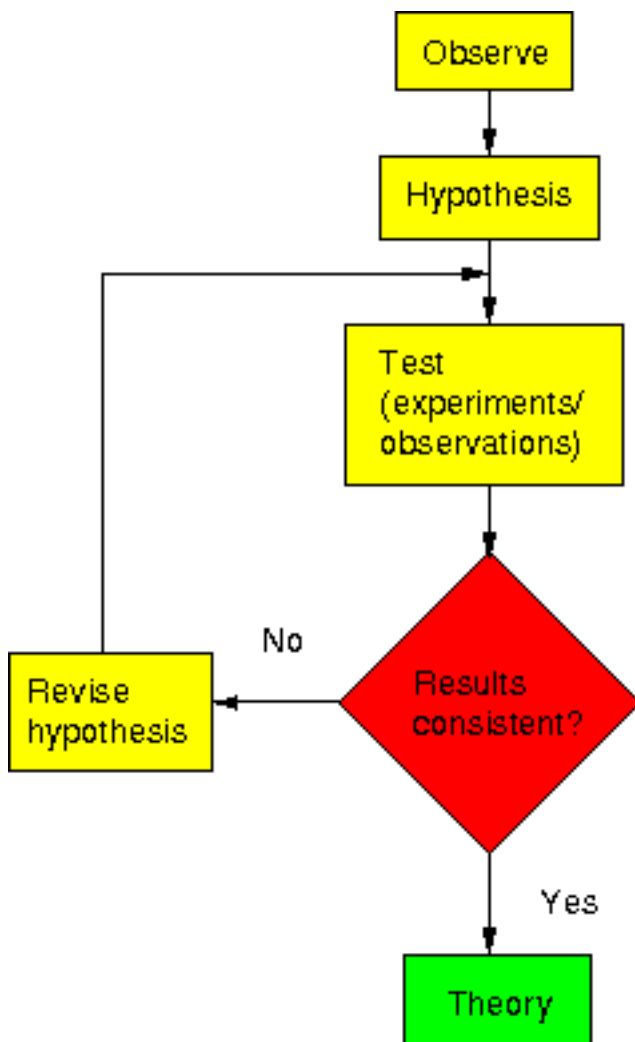 Observe
Hypothesis
Test
(experiments/
observations)
No
Revise
hypothesis
Results
consistent?
Yes
Theory